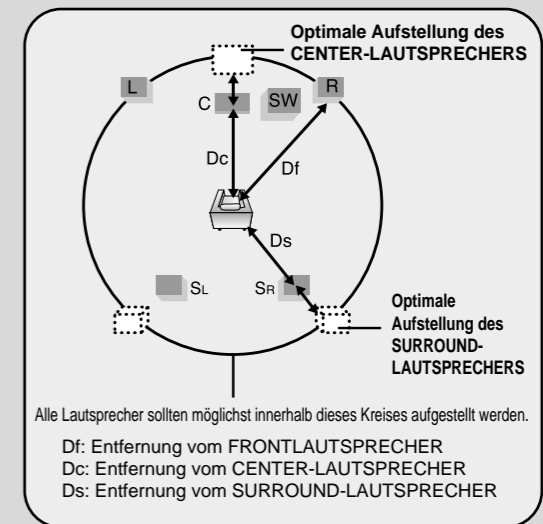 Optimale Aufstellung des
CENTER-LAUTSPRECHERS
L
R
C
SW
Dc
Df
Ds
SL
SR
Optimale
Aufstellung des
SURROUND-
LAUTSPRECHERS
Alle Lautsprecher sollten möglichst innerhalb dieses Kreises aufgestellt werden.
Df: Entfernung vom FRONTLAUTSPRECHER
Dc: Entfernung vom CENTER-LAUTSPRECHER
Ds: Entfernung vom SURROUND-LAUTSPRECHER